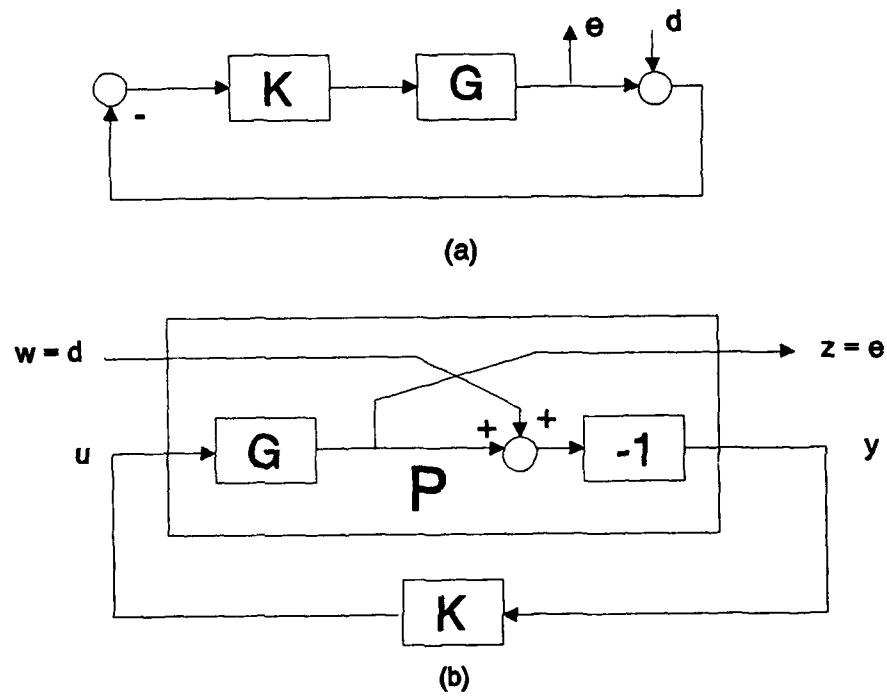 e d
K G
-
(a)
w = d z = e
+ +
u G -1 y
P
K
(b)